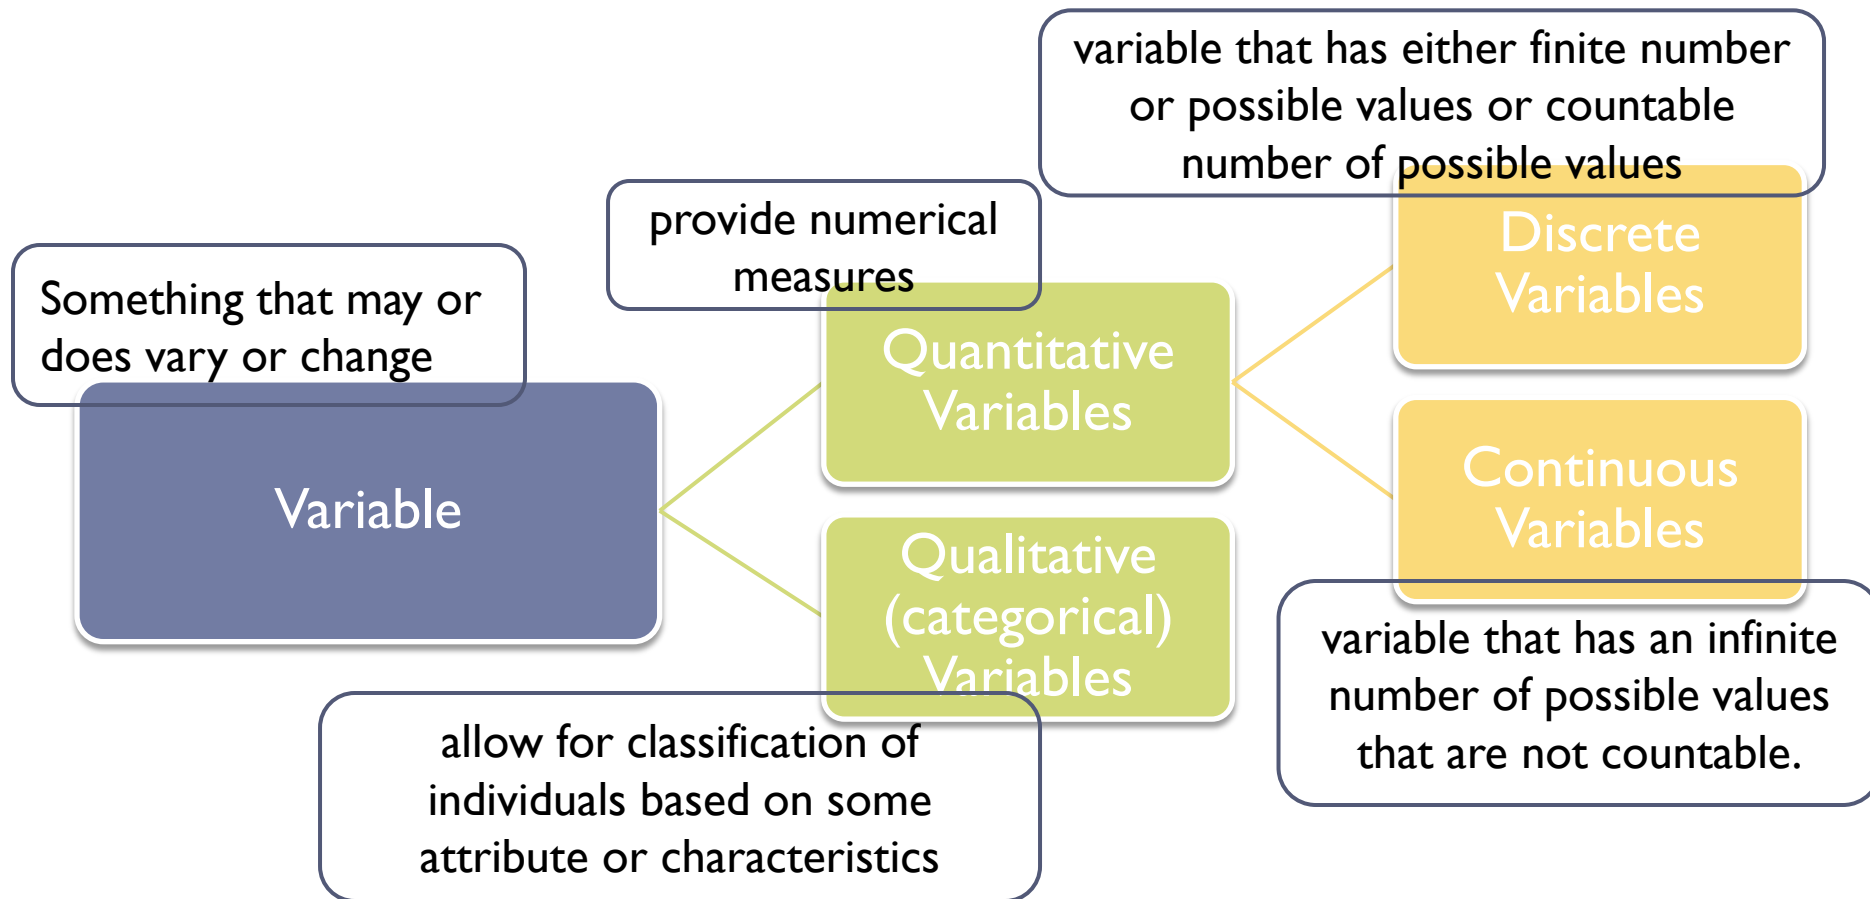 Something that may or
does vary or change
Variable
provide numerical
measures
Quantitative
Variables
Qualitative
(categorical)
Variables
allow for classification of
individuals based on some
attribute or characteristics
variable that has either finite number
or possible values or countable
number of possible values
Discrete
Variables
Continuous
Variables
variable that has an infinite
number of possible values
that are not countable.